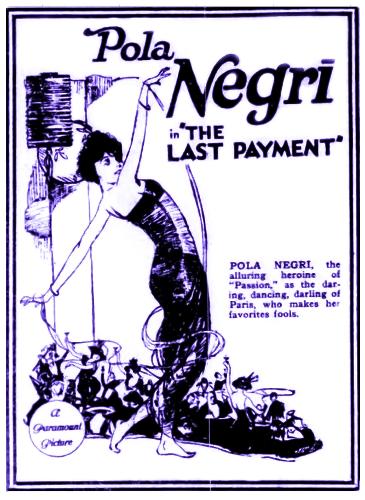 Pola
Negri
in "THE
LAST PAYMENT"
POLA NEGRI, the
alluring heroine of
"Passion," as the dar-
ing, dancing, darling of
Paris, who makes her
favorites fools.
A
Paramount
Picture